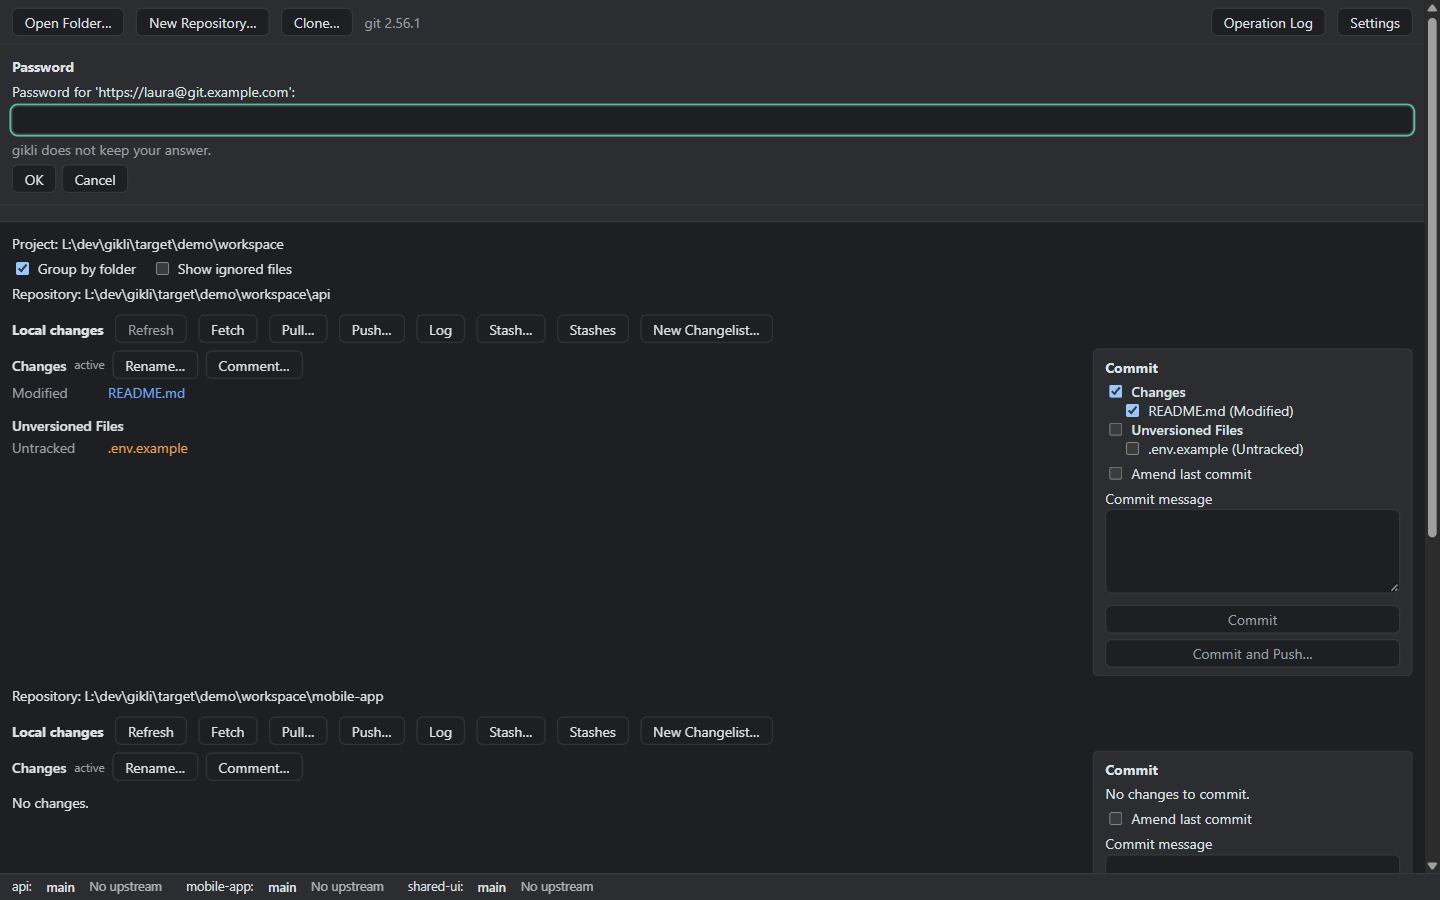 Open Folder... New Repository... Clone... git 2.56.1 Operation Log Settings
Password
Password for 'https://laura@git.example.com':
gikli does not keep your answer.
OK Cancel
Project: L:\dev\gikli\target\demo\workspace
Group by folder Show ignored files
Repository: L:\dev\gikli\target\demo\workspace\api
Local changes Refresh Fetch Pull... Push... Log Stash... Stashes New Changelist...
Changes active Rename... Comment...
Modified README.md
Unversioned Files
Untracked .env.example
Commit
Changes
README.md (Modified)
Unversioned Files
.env.example (Untracked)
Amend last commit
Commit message
Commit
Commit and Push...
Repository: L:\dev\gikli\target\demo\workspace\mobile-app
Local changes Refresh Fetch Pull... Push... Log Stash... Stashes New Changelist...
Changes active Rename... Comment...
No changes.
Commit
No changes to commit.
Amend last commit
Commit message
api: main No upstream mobile-app: main No upstream shared-ui: main No upstream